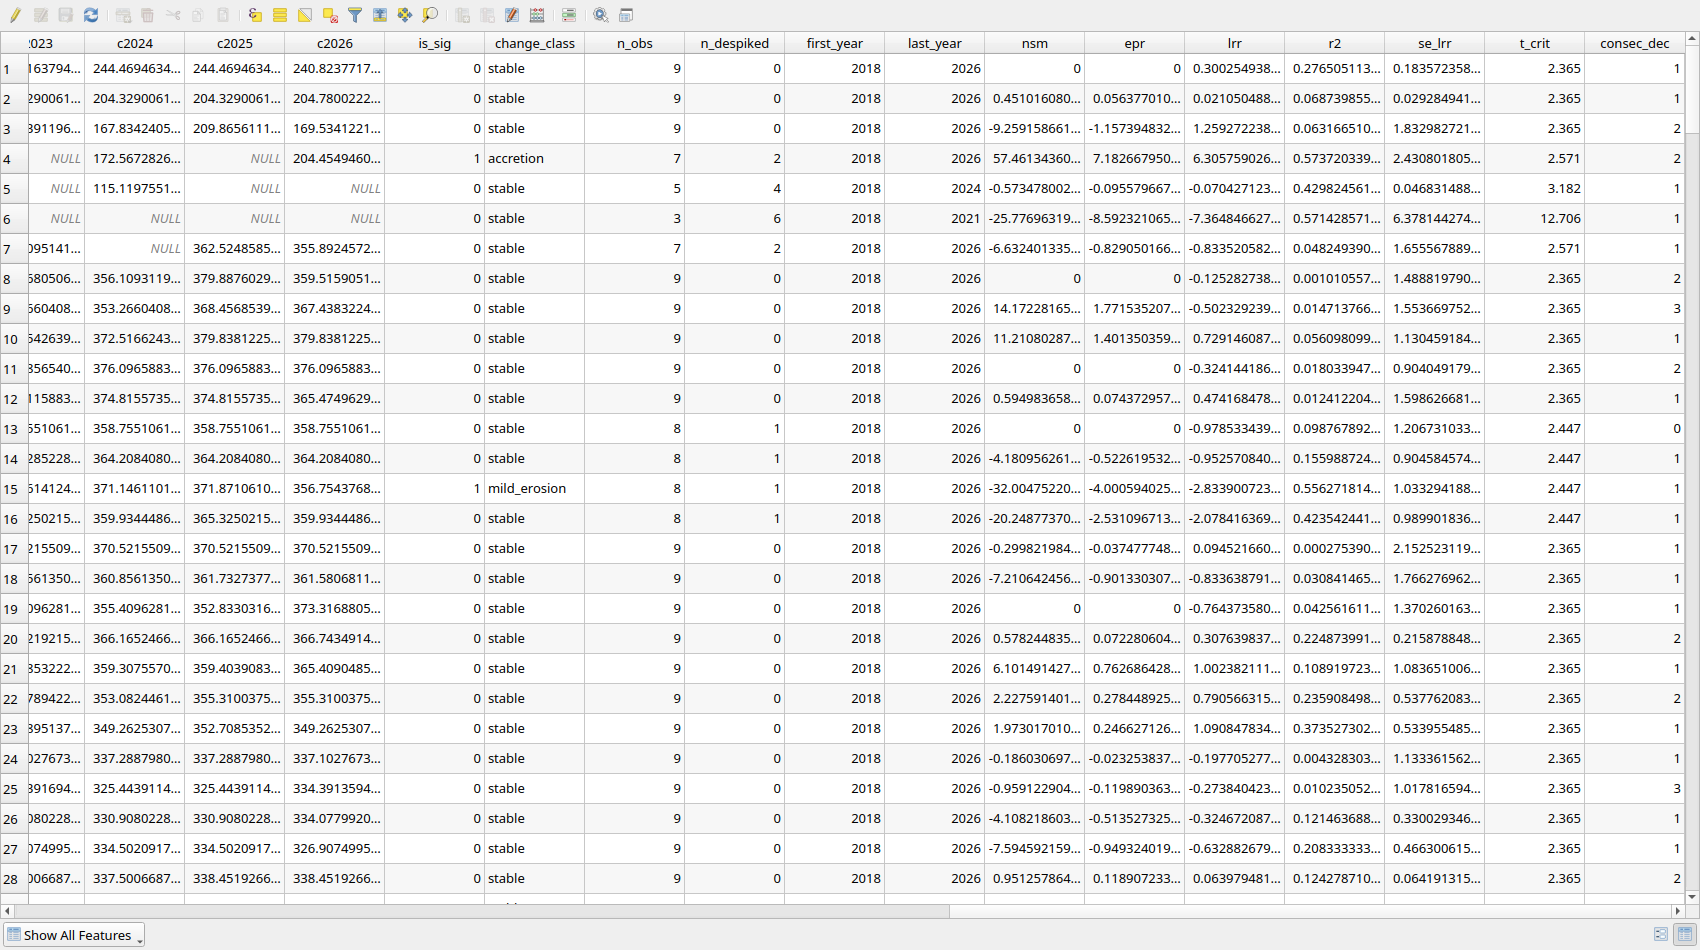 2023 c2024 c2025 c2026 is_sig change_class n_obs n_despiked first_year last_year nsm epr lrr r2 se_lrr t_crit consec_dec
1 163794... 244.4694634... 244.4694634... 240.8237717... 0 stable 9 0 2018 2026 0 0 0.300254938... 0.276505113... 0.183572358... 2.365 1
2 290061... 204.3290061... 204.3290061... 204.7800222... 0 stable 9 0 2018 2026 0.451016080... 0.056377010... 0.021050488... 0.068739855... 0.029284941... 2.365 1
3 391196... 167.8342405... 209.8656111... 169.5341221... 0 stable 9 0 2018 2026 -9.259158661... -1.157394832... 1.259272238... 0.063166510... 1.832982721... 2.365 2
4 NULL 172.5672826... NULL 204.4549460... 1 accretion 7 2 2018 2026 57.46134360... 7.182667950... 6.305759026... 0.573720339... 2.430801805... 2.571 2
5 NULL 115.1197551... NULL NULL 0 stable 5 4 2018 2024 -0.573478002... -0.095579667... -0.070427123... 0.429824561... 0.046831488... 3.182 1
6 NULL NULL NULL NULL 0 stable 3 6 2018 2021 -25.77696319... -8.592321065... -7.364846627... 0.571428571... 6.378144274... 12.706 1
7 095141... NULL 362.5248585... 355.8924572... 0 stable 7 2 2018 2026 -6.632401335... -0.829050166... -0.833520582... 0.048249390... 1.655567889... 2.571 1
8 680506... 356.1093119... 379.8876029... 359.5159051... 0 stable 9 0 2018 2026 0 0 -0.125282738... 0.001010557... 1.488819790... 2.365 2
9 560408... 353.2660408... 368.4568539... 367.4383224... 0 stable 9 0 2018 2026 14.17228165... 1.771535207... -0.502329239... 0.014713766... 1.553669752... 2.365 3
10 542639... 372.5166243... 379.8381225... 379.8381225... 0 stable 9 0 2018 2026 11.21080287... 1.401350359... 0.729146087... 0.056098099... 1.130459184... 2.365 1
11 356540... 376.0965883... 376.0965883... 376.0965883... 0 stable 9 0 2018 2026 0 0 -0.324144186... 0.018033947... 0.904049179... 2.365 2
12 115883... 374.8155735... 374.8155735... 365.4749629... 0 stable 9 0 2018 2026 0.594983658... 0.074372957... 0.474168478... 0.012412204... 1.598626681... 2.365 1
13 551061... 358.7551061... 358.7551061... 358.7551061... 0 stable 8 1 2018 2026 0 0 -0.978533439... 0.098767892... 1.206731033... 2.447 0
14 285228... 364.2084080... 364.2084080... 364.2084080... 0 stable 8 1 2018 2026 -4.180956261... -0.522619532... -0.952570840... 0.155988724... 0.904584574... 2.447 1
15 614124... 371.1461101... 371.8710610... 356.7543768... 1 mild_erosion 8 1 2018 2026 -32.00475220... -4.000594025... -2.833900723... 0.556271814... 1.033294188... 2.447 1
16 250215... 359.9344486... 365.3250215... 359.9344486... 0 stable 8 1 2018 2026 -20.24877370... -2.531096713... -2.078416369... 0.423542441... 0.989901836... 2.447 1
17 215509... 370.5215509... 370.5215509... 370.5215509... 0 stable 9 0 2018 2026 -0.299821984... -0.037477748... 0.094521660... 0.000275390... 2.152523119... 2.365 1
18 561350... 360.8561350... 361.7327377... 361.5806811... 0 stable 9 0 2018 2026 -7.210642456... -0.901330307... -0.833638791... 0.030841465... 1.766276962... 2.365 1
19 096281... 355.4096281... 352.8330316... 373.3168805... 0 stable 9 0 2018 2026 0 0 -0.764373580... 0.042561611... 1.370260163... 2.365 1
20 219215... 366.1652466... 366.1652466... 366.7434914... 0 stable 9 0 2018 2026 0.578244835... 0.072280604... 0.307639837... 0.224873991... 0.215878848... 2.365 2
21 353222... 359.3075570... 359.4039083... 365.4090485... 0 stable 9 0 2018 2026 6.101491427... 0.762686428... 1.002382111... 0.108919723... 1.083651006... 2.365 1
22 789422... 353.0824461... 355.3100375... 355.3100375... 0 stable 9 0 2018 2026 2.227591401... 0.278448925... 0.790566315... 0.235908498... 0.537762083... 2.365 2
23 395137... 349.2625307... 352.7085352... 349.2625307... 0 stable 9 0 2018 2026 1.973017010... 0.246627126... 1.090847834... 0.373527302... 0.533955485... 2.365 1
24 027673... 337.2887980... 337.2887980... 337.1027673... 0 stable 9 0 2018 2026 -0.186030697... -0.023253837... -0.197705277... 0.004328303... 1.133361562... 2.365 1
25 391694... 325.4439114... 325.4439114... 334.3913594... 0 stable 9 0 2018 2026 -0.959122904... -0.119890363... -0.273840423... 0.010235052... 1.017816594... 2.365 3
26 080228... 330.9080228... 330.9080228... 334.0779920... 0 stable 9 0 2018 2026 -4.108218603... -0.513527325... -0.324672087... 0.121463688... 0.330029346... 2.365 1
27 074995... 334.5020917... 334.5020917... 326.9074995... 0 stable 9 0 2018 2026 -7.594592159... -0.949324019... -0.632882679... 0.208333333... 0.466300615... 2.365 1
28 006687... 337.5006687... 338.4519266... 338.4519266... 0 stable 9 0 2018 2026 0.951257864... 0.118907233... 0.063979481... 0.124278710... 0.064191315... 2.365 2
Show All Features